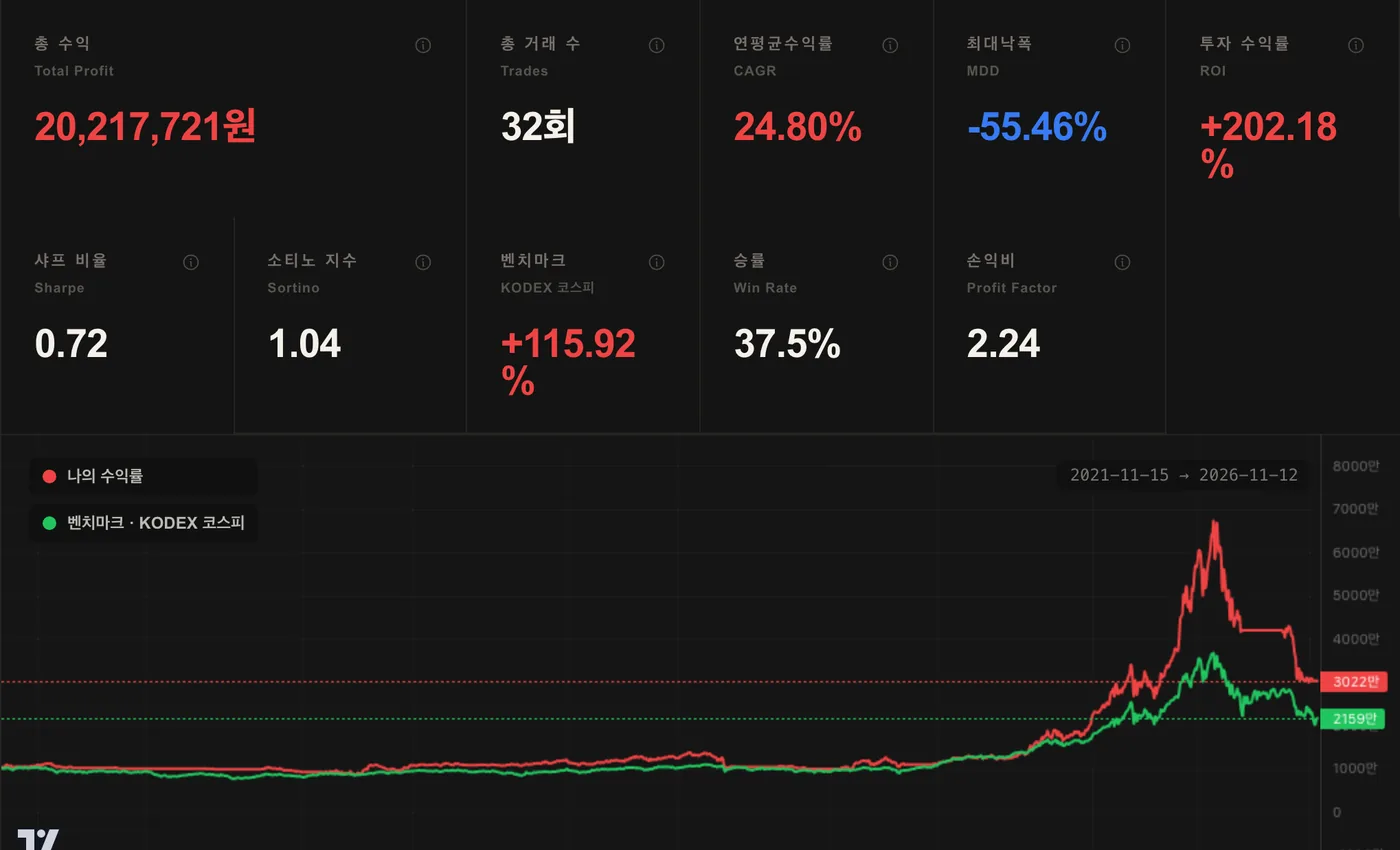 총 수익
Total Profit
20,217,721원
총 거래 수
Trades
32회
연평균수익률
CAGR
24.80%
최대낙폭
MDD
-55.46%
투자 수익률
ROI
+202.18
%
샤프 비율
Sharpe
0.72
소티노 지수
Sortino
1.04
벤치마크
KODEX 코스피
+115.92
%
승률
Win Rate
37.5%
손익비
Profit Factor
2.24
나의 수익률
벤치마크 · KODEX 코스피
2021-11-15 → 2026-11-12
8000만
7000만
6000만
5000만
4000만
3022만
2159만
1000만
0